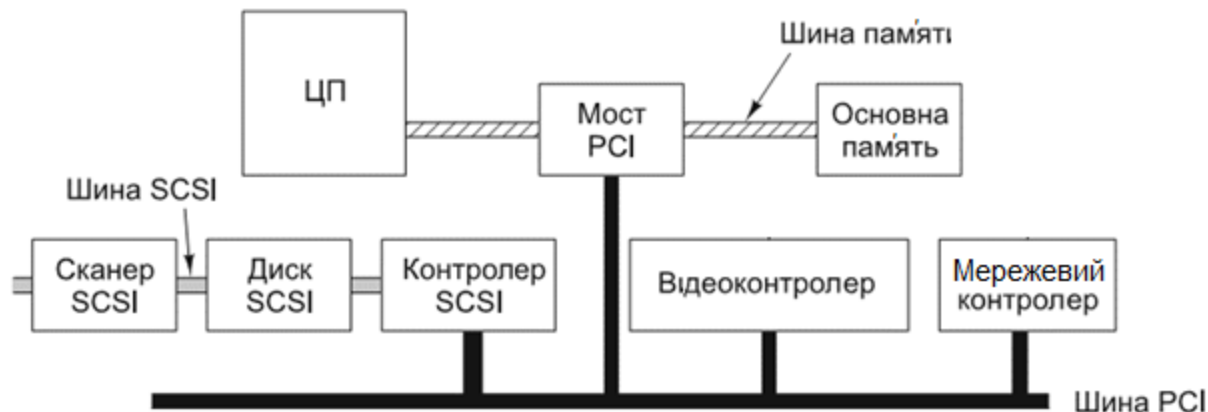 ЦП
Шина пам'яті
Мост
PCI
Основна
пам'ять
Шина SCSI
Сканер
SCSI
Диск
SCSI
Контролер
SCSI
Відеоконтролер
Мережевий
контролер
Шина PCI